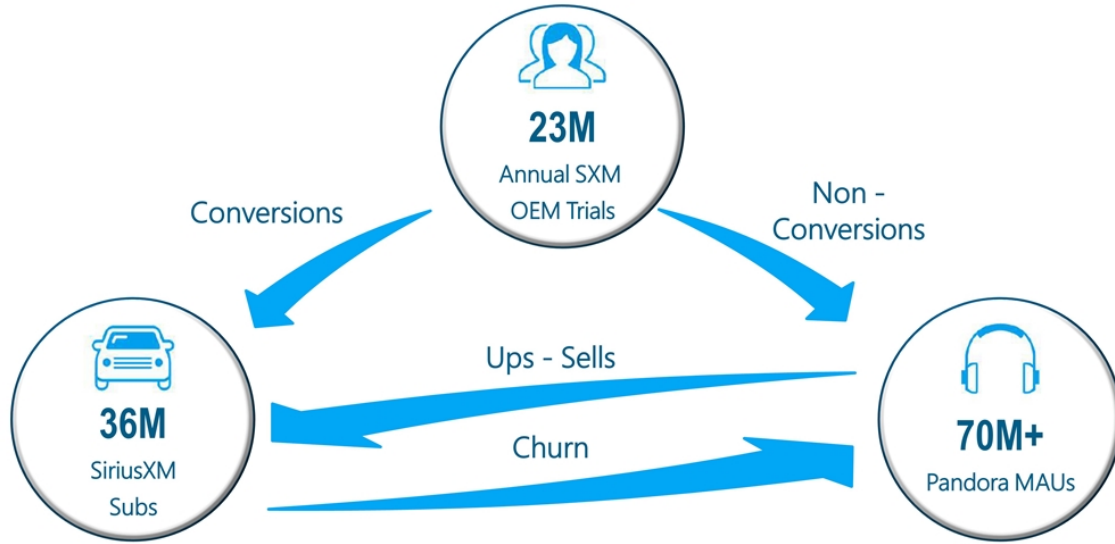 23M
Annual SXM
OEM Trials
Conversions
Non -
Conversions
Ups - Sells
Churn
36M
SiriusXM
Subs
70M+
Pandora MAUs